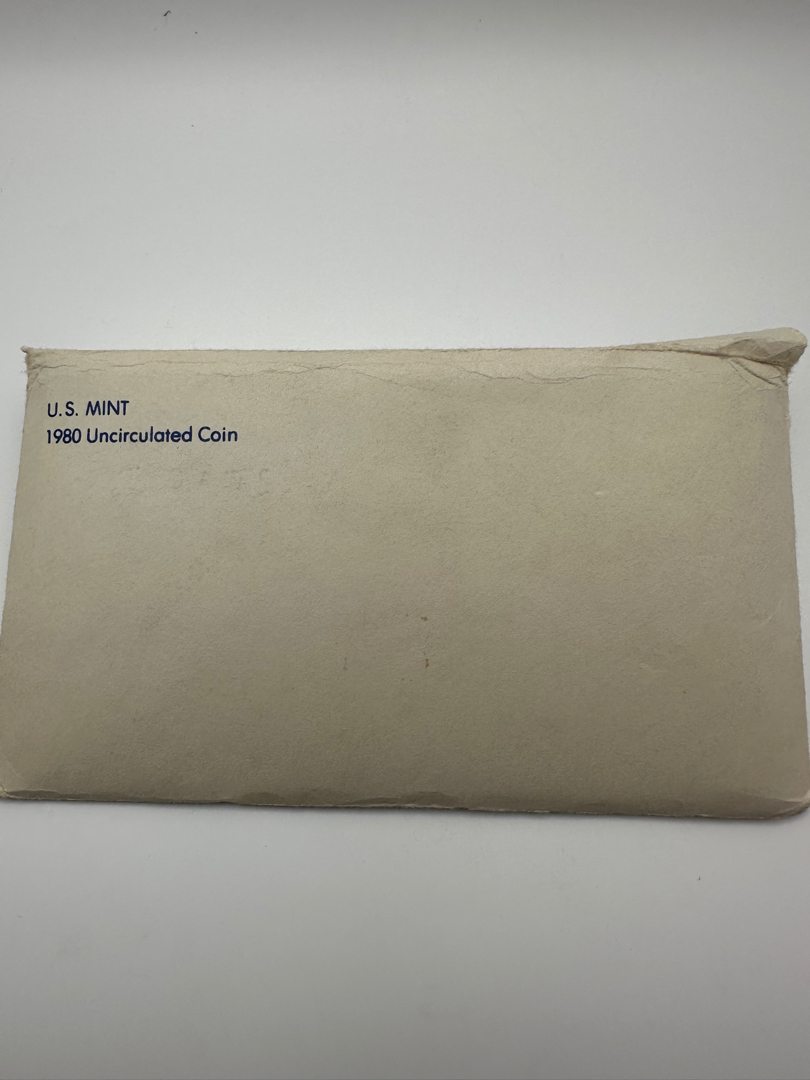 U.S. MINT
1980 Uncirculated Coin